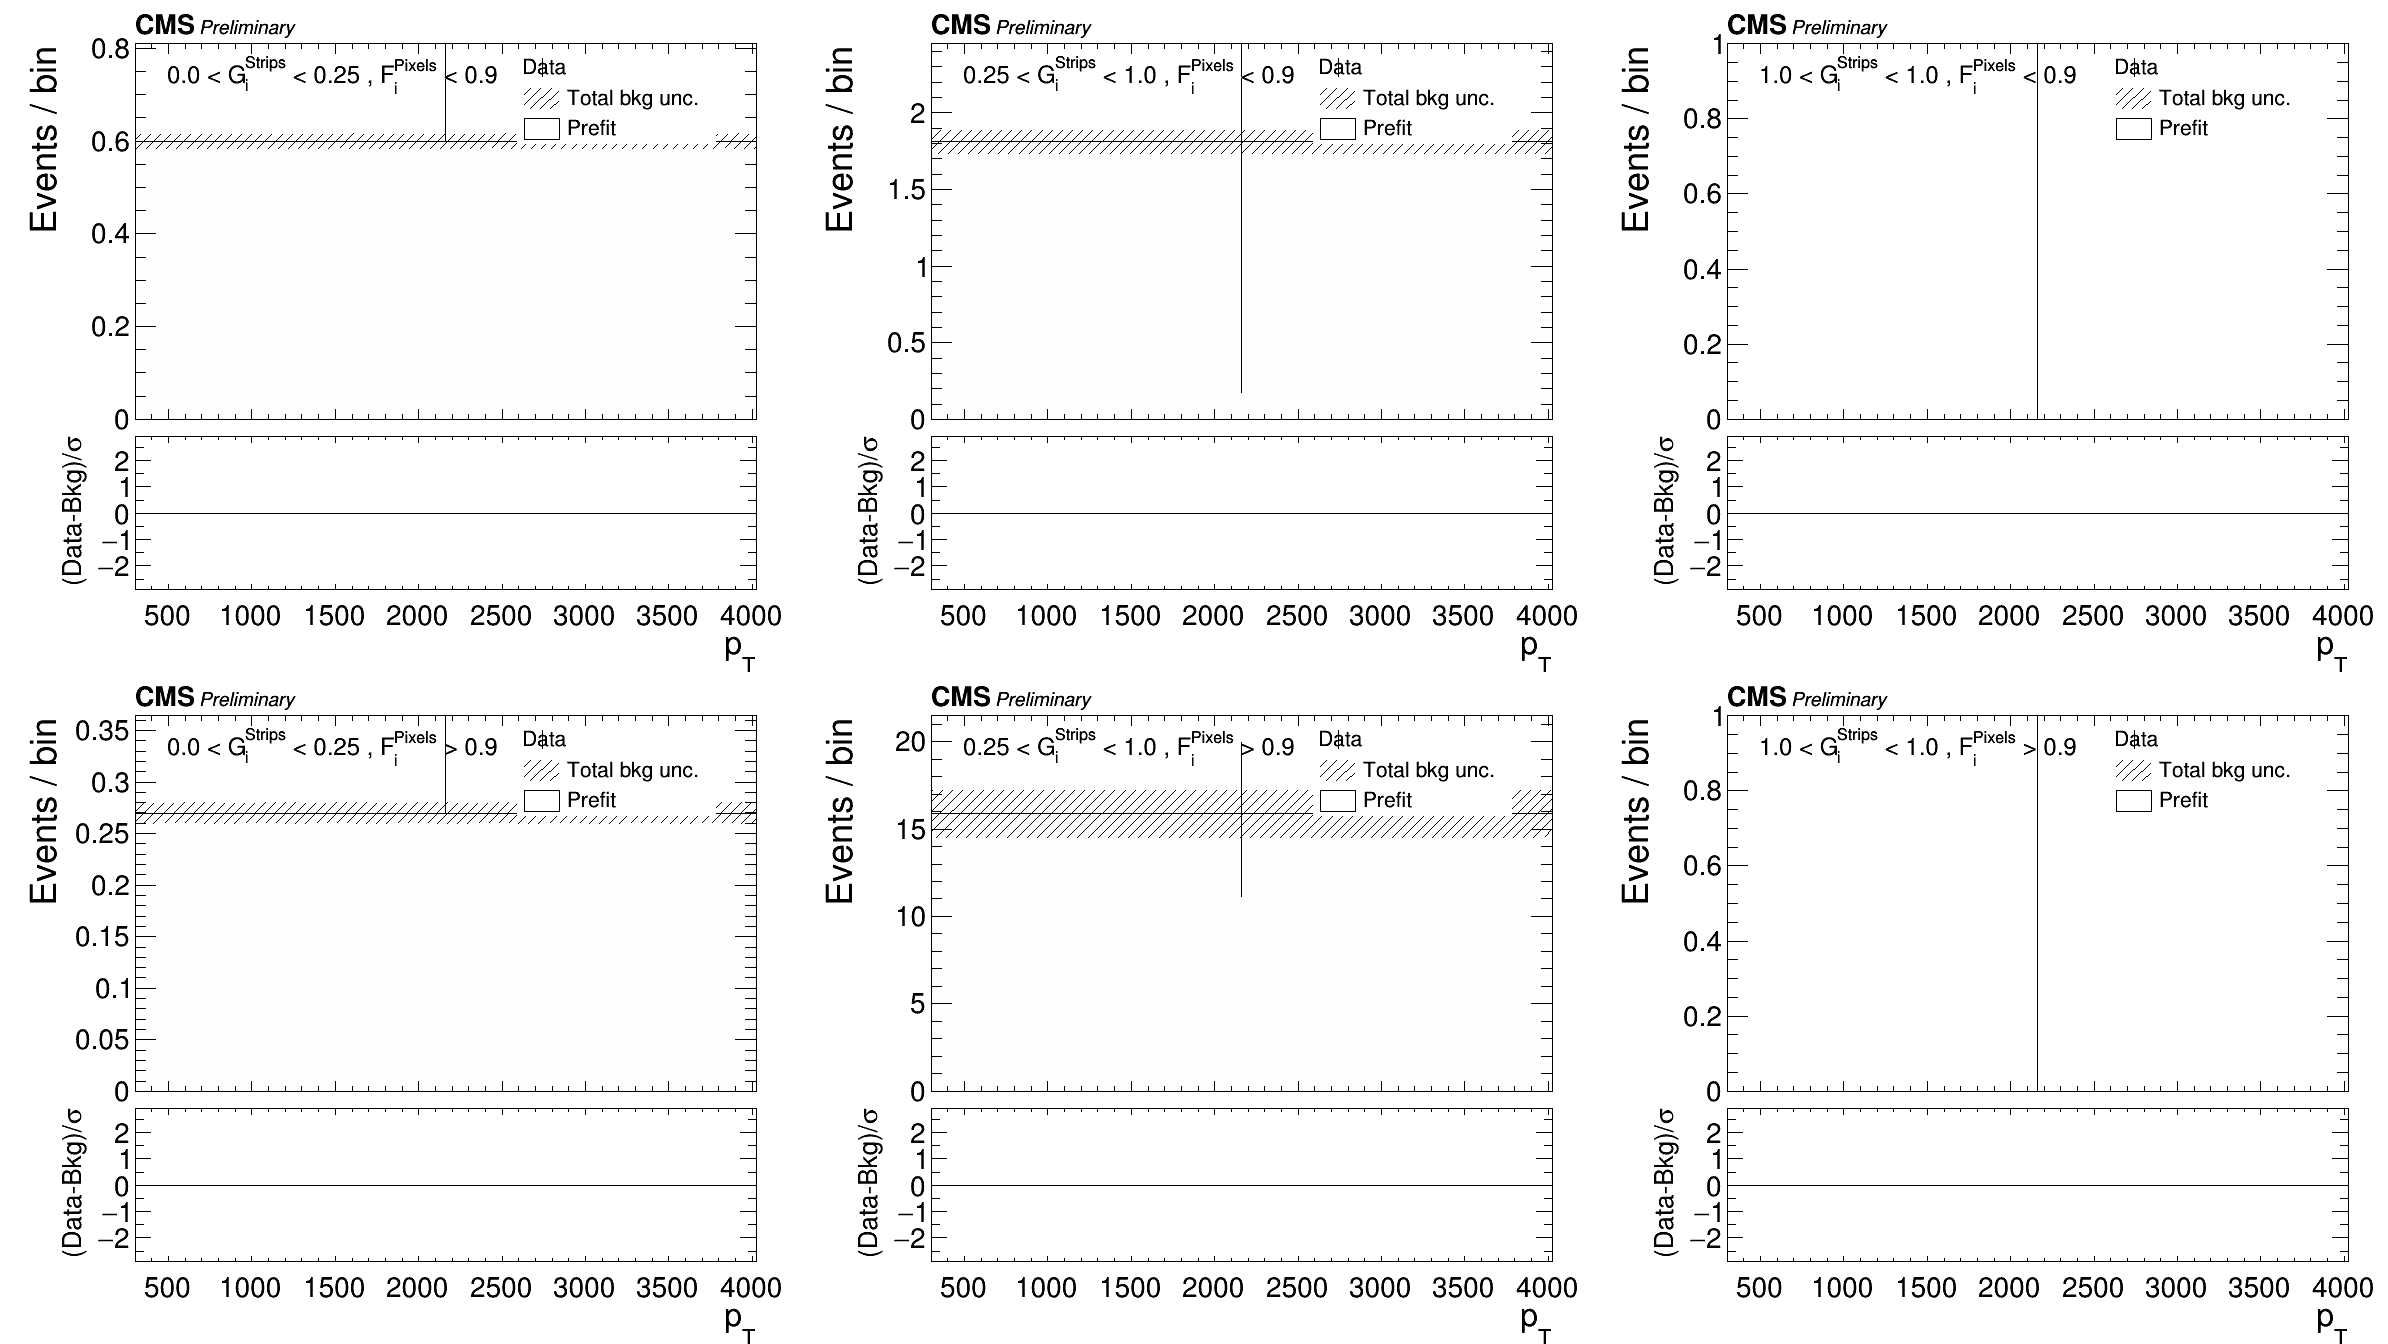 CMS Preliminary
Events / bin
0.0 < G_i^Strips < 0.25 , F_i^Pixels < 0.9
Data
Total bkg unc.
Prefit
0.8
0.6
0.4
0.2
0
(Data-Bkg)/σ
2
1
0
−1
−2
500 1000 1500 2000 2500 3000 3500 4000
p_T
CMS Preliminary
Events / bin
0.25 < G_i^Strips < 1.0 , F_i^Pixels < 0.9
Data
Total bkg unc.
Prefit
2
1.5
1
0.5
0
(Data-Bkg)/σ
2
1
0
−1
−2
500 1000 1500 2000 2500 3000 3500 4000
p_T
CMS Preliminary
Events / bin
1.0 < G_i^Strips < 1.0 , F_i^Pixels < 0.9
Data
Total bkg unc.
Prefit
1
0.8
0.6
0.4
0.2
0
(Data-Bkg)/σ
2
1
0
−1
−2
500 1000 1500 2000 2500 3000 3500 4000
p_T
CMS Preliminary
Events / bin
0.0 < G_i^Strips < 0.25 , F_i^Pixels > 0.9
Data
Total bkg unc.
Prefit
0.35
0.3
0.25
0.2
0.15
0.1
0.05
0
(Data-Bkg)/σ
2
1
0
−1
−2
500 1000 1500 2000 2500 3000 3500 4000
p_T
CMS Preliminary
Events / bin
0.25 < G_i^Strips < 1.0 , F_i^Pixels > 0.9
Data
Total bkg unc.
Prefit
20
15
10
5
0
(Data-Bkg)/σ
2
1
0
−1
−2
500 1000 1500 2000 2500 3000 3500 4000
p_T
CMS Preliminary
Events / bin
1.0 < G_i^Strips < 1.0 , F_i^Pixels > 0.9
Data
Total bkg unc.
Prefit
1
0.8
0.6
0.4
0.2
0
(Data-Bkg)/σ
2
1
0
−1
−2
500 1000 1500 2000 2500 3000 3500 4000
p_T